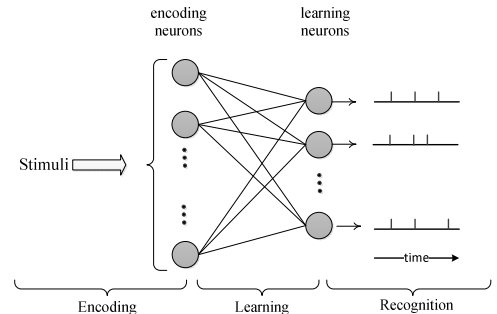 encoding
neurons
learning
neurons
Stimuli
time
Encoding
Learning
Recognition